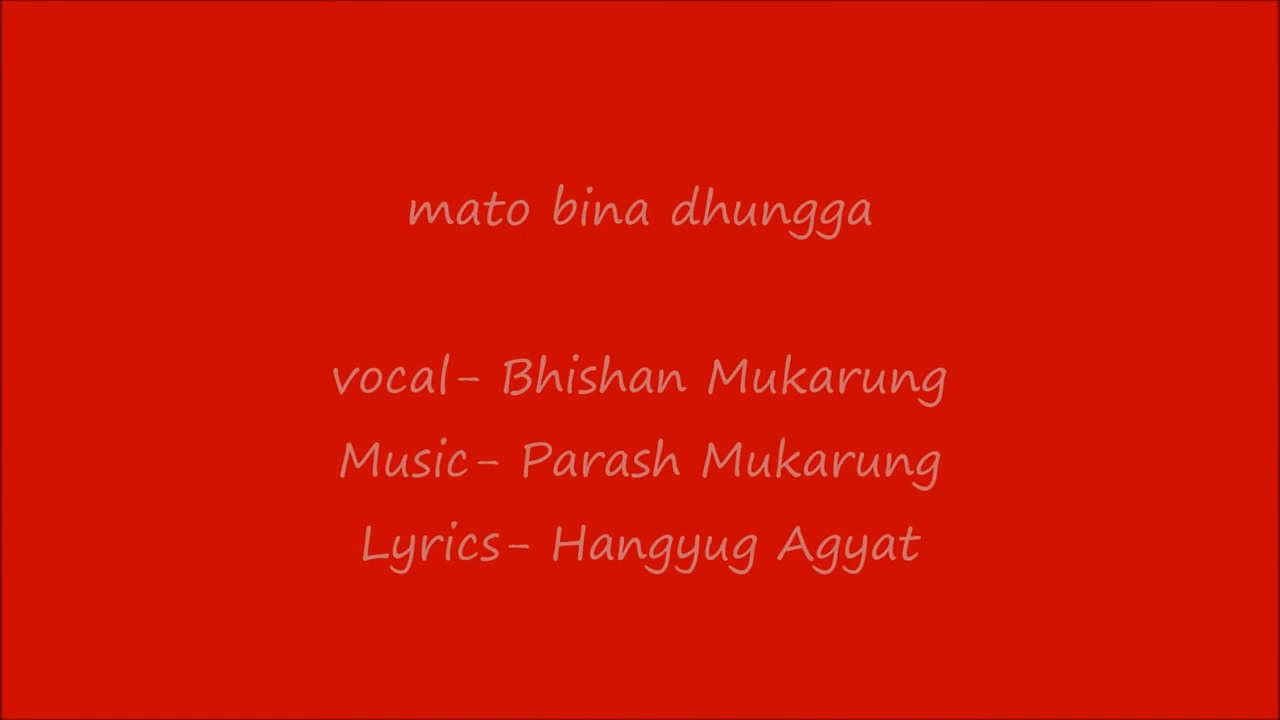 mato bina dhungga
vocal- Bhishan Mukarung
Music- Parash Mukarung
Lyrics- Hangyug Agyat